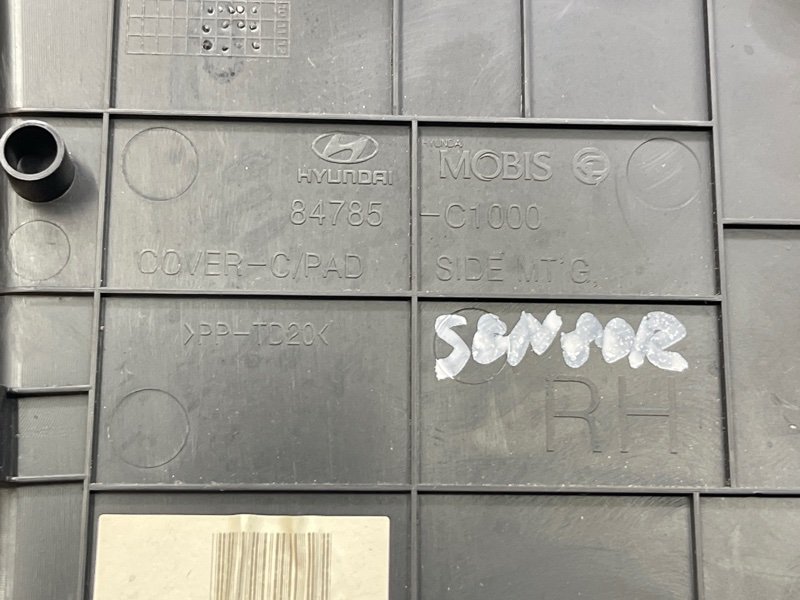 HYUNDAI
84785
COVER-C/PAD
HYUNDAI
MOBIS
-C1000
SIDE MT'G,
>PP-TD20<
SENSOR
RH